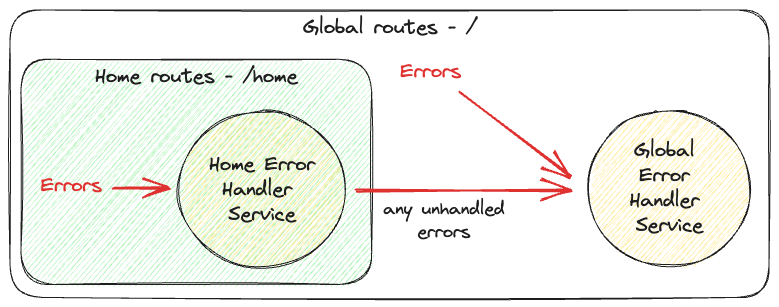 Global routes - /
Home routes - /home
Errors
Errors
Home Error
Handler
Service
any unhandled
errors
Global
Error
Handler
Service